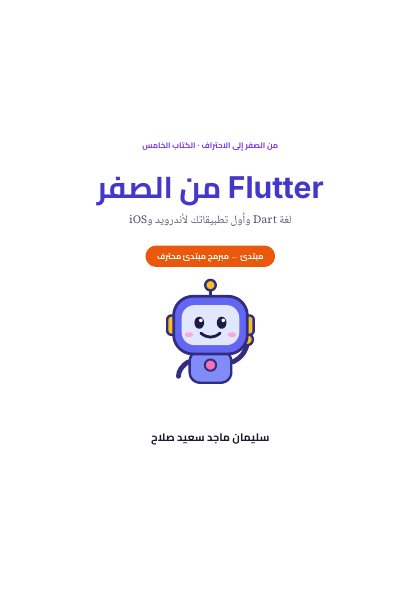 من الصفر إلى الاحتراف · الكتاب الخامس
Flutter من الصفر
لغة Dart وأول تطبيقاتك لأندرويد وiOS
مبتدئ ← مبرمج مبتدئ محترف
سليمان ماجد سعيد صلاح